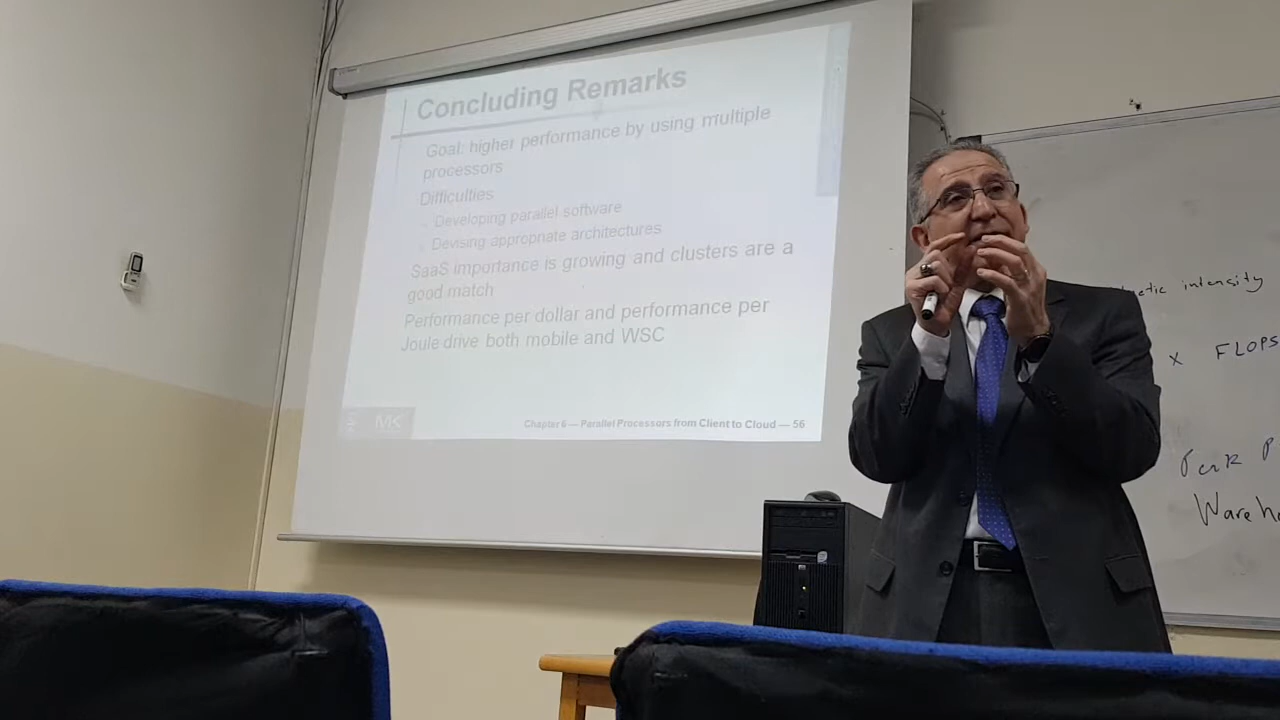 Concluding Remarks
Goal: higher performance by using multiple
processors
Difficulties
– Developing parallel software
– Devising appropriate architectures
SaaS importance is growing and clusters are a
good match
Performance per dollar and performance per
Joule drive both mobile and WSC
MK
Chapter 6 — Parallel Processors from Client to Cloud — 56
intensity
x FLOPS